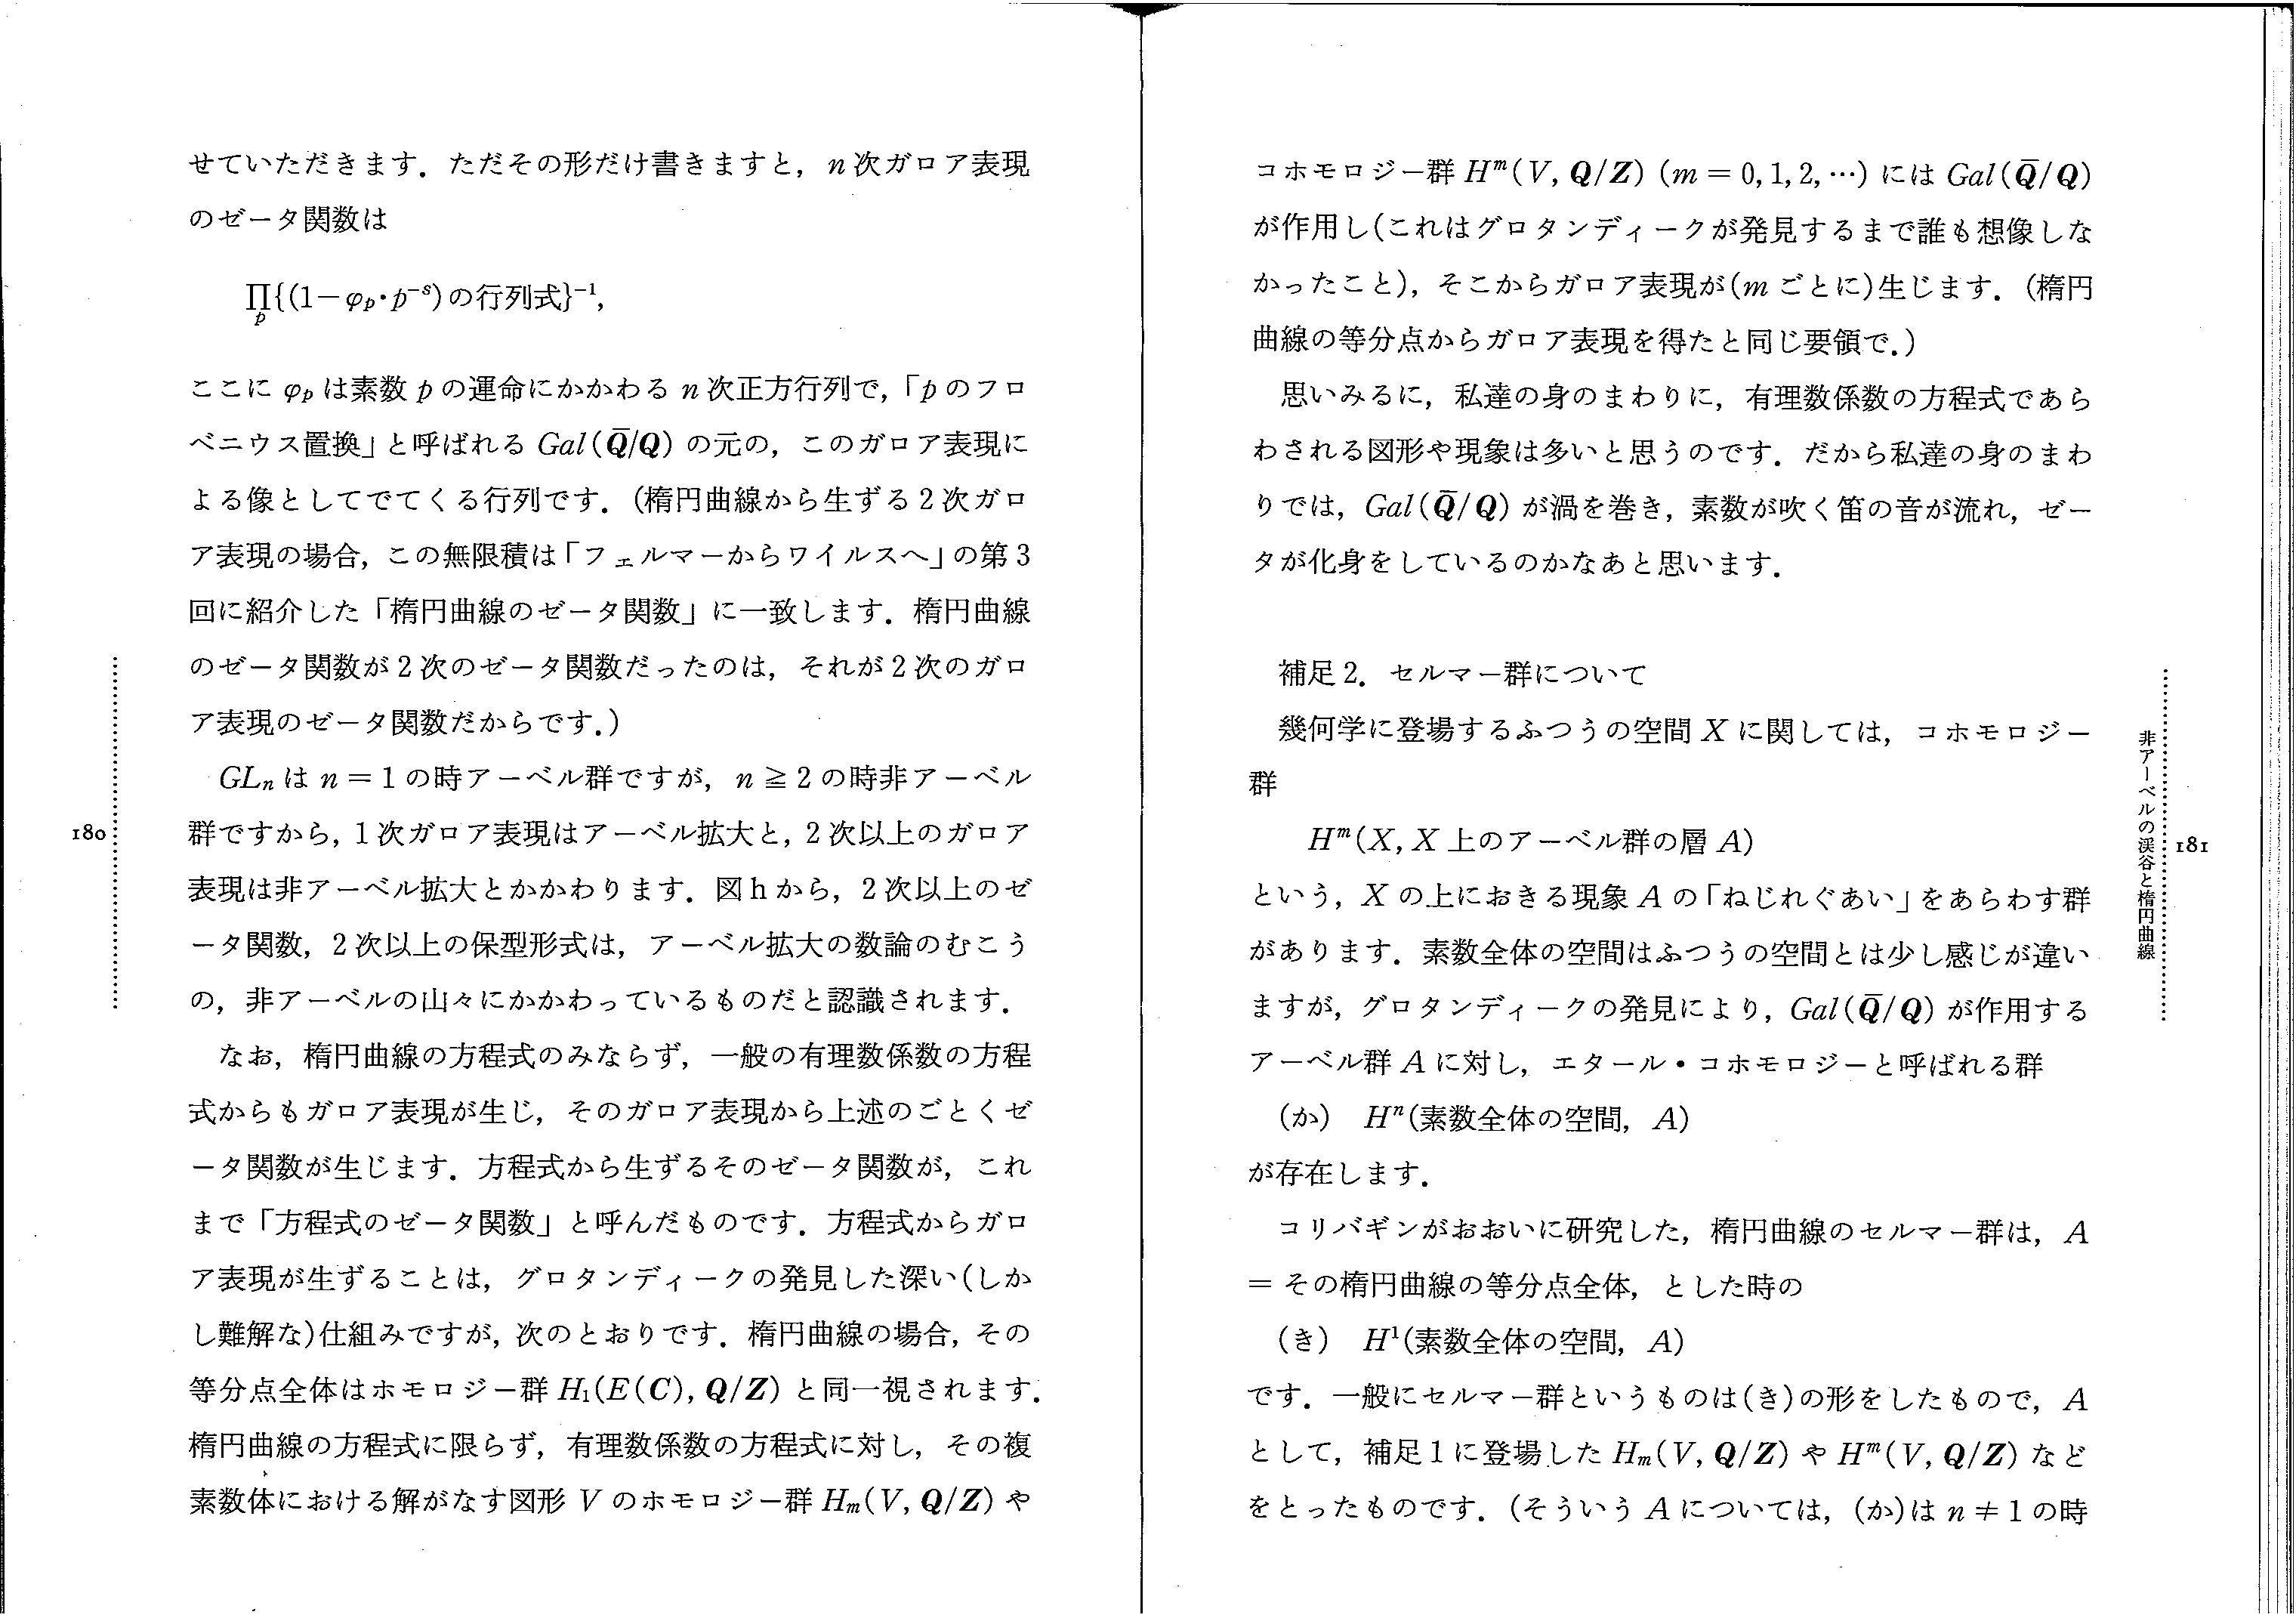 せていただきます．ただその形だけ書きますと，n 次ガロア表現
のゼータ関数は
∏{(1−φₚ・p⁻ˢ)の行列式}⁻¹,
p
ここに φₚ は素数 p の運命にかかわる n 次正方行列で，「p のフロ
ベニウス置換」と呼ばれる Gal(Q̄/Q) の元の，このガロア表現に
よる像としてでてくる行列です．（楕円曲線から生ずる 2 次ガロ
ア表現の場合，この無限積は「フェルマーからワイルスへ」の第 3
回に紹介した「楕円曲線のゼータ関数」に一致します．楕円曲線
のゼータ関数が 2 次のゼータ関数だったのは，それが 2 次のガロ
ア表現のゼータ関数だからです．）
GLₙ は n = 1 の時アーベル群ですが，n ≧ 2 の時非アーベル
群ですから，1 次ガロア表現はアーベル拡大と，2 次以上のガロア
表現は非アーベル拡大とかかわります．図 h から，2 次以上のゼ
ータ関数，2 次以上の保型形式は，アーベル拡大の数論のむこう
の，非アーベルの山々にかかわっているものだと認識されます．
なお，楕円曲線の方程式のみならず，一般の有理数係数の方程
式からもガロア表現が生じ，そのガロア表現から上述のごとくゼ
ータ関数が生じます．方程式から生ずるそのゼータ関数が，これ
まで「方程式のゼータ関数」と呼んだものです．方程式からガロ
ア表現が生ずることは，グロタンディークの発見した深い（しか
し難解な）仕組みですが，次のとおりです．楕円曲線の場合，その
等分点全体はホモロジー群 H₁(E(C), Q/Z) と同一視されます．
楕円曲線の方程式に限らず，有理数係数の方程式に対し，その複
素数体における解がなす図形 V のホモロジー群 Hₘ(V, Q/Z) や
180
コホモロジー群 Hᵐ(V, Q/Z) (m = 0, 1, 2, …) には Gal(Q̄/Q)
が作用し（これはグロタンディークが発見するまで誰も想像しな
かったこと），そこからガロア表現が（m ごとに）生じます．（楕円
曲線の等分点からガロア表現を得たと同じ要領で．）
思いみるに，私達の身のまわりに，有理数係数の方程式であら
わされる図形や現象は多いと思うのです．だから私達の身のまわ
りでは，Gal(Q̄/Q) が渦を巻き，素数が吹く笛の音が流れ，ゼー
タが化身をしているのかなあと思います．
補足 2．セルマー群について
幾何学に登場するふつうの空間 X に関しては，コホモロジー
群
Hᵐ(X, X 上のアーベル群の層 A)
という，X の上におきる現象 A の「ねじれぐあい」をあらわす群
があります．素数全体の空間はふつうの空間とは少し感じが違い
ますが，グロタンディークの発見により，Gal(Q̄/Q) が作用する
アーベル群 A に対し，エタール・コホモロジーと呼ばれる群
（か） Hⁿ(素数全体の空間, A)
が存在します．
コリバギンがおおいに研究した，楕円曲線のセルマー群は，A
= その楕円曲線の等分点全体，とした時の
（き） H¹(素数全体の空間, A)
です．一般にセルマー群というものは（き）の形をしたもので，A
として，補足 1 に登場した Hₘ(V, Q/Z) や Hᵐ(V, Q/Z) など
をとったものです．（そういう A については，（か）は n ≠ 1 の時
非アーベルの渓谷と楕円曲線
181